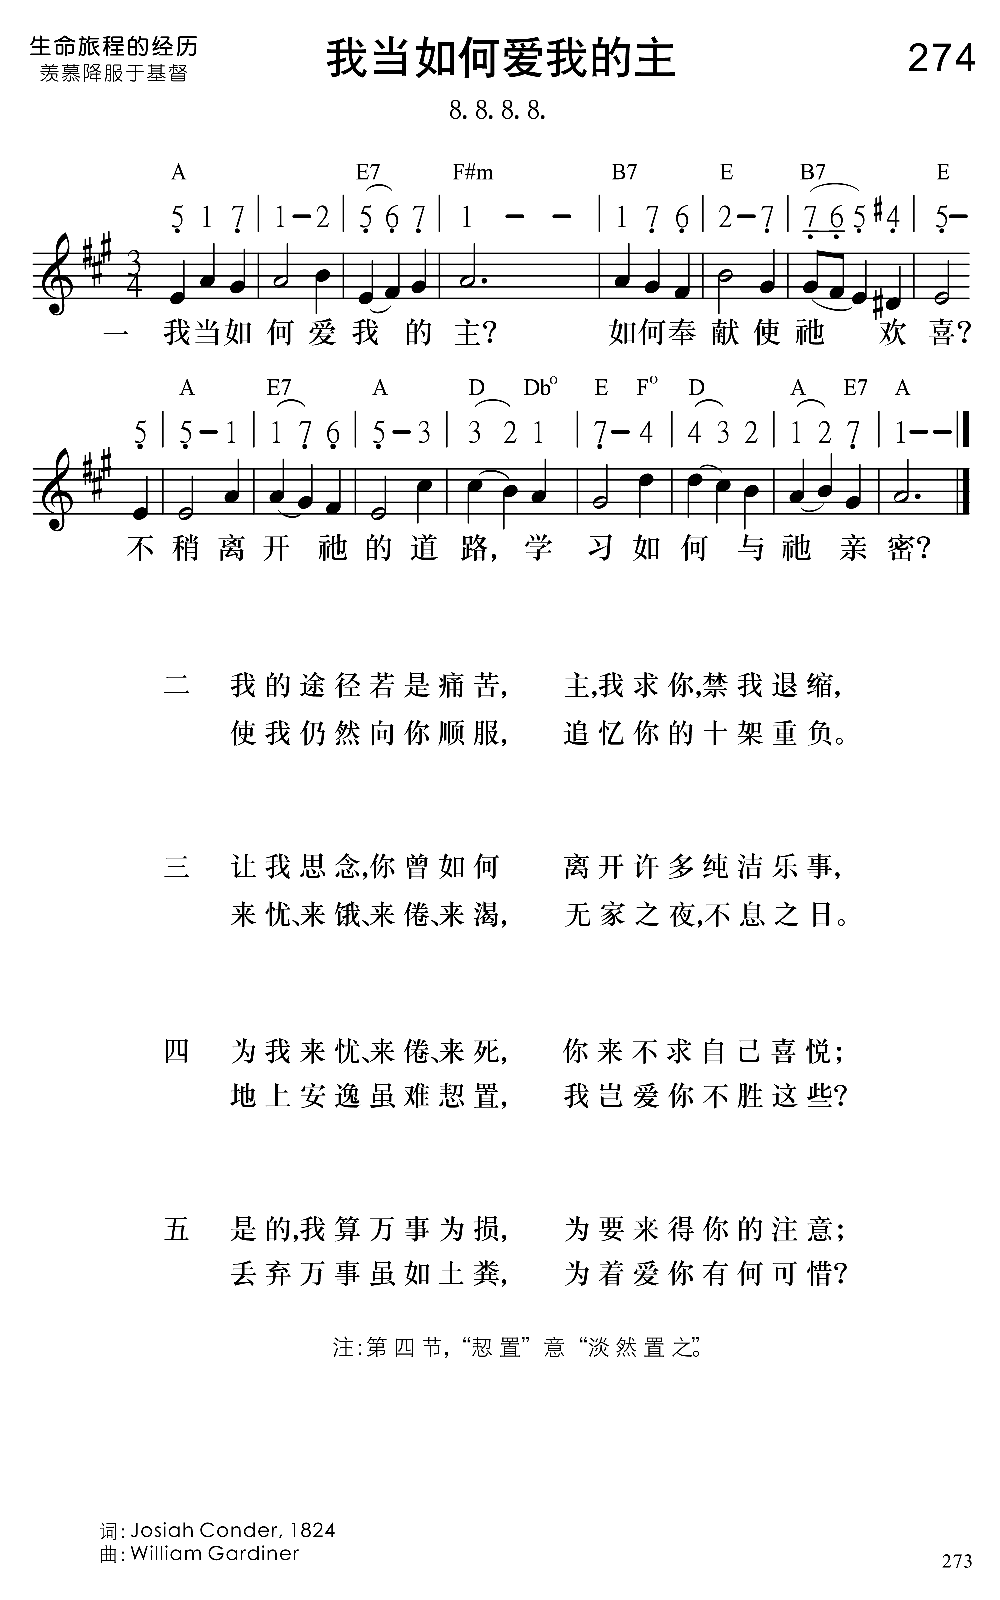 生命旅程的经历
羡慕降服于基督
我当如何爱我的主
274
8. 8. 8. 8.
A E7 F#m B7 E B7 E
5 1 7 | 1 – 2 | 5 6 7 | 1 – – | 1 7 6 | 2 – 7 | 7 6 5 #4 | 5 –
3/4
一 我当如何爱我的主? 如何奉献使祂欢喜?
A E7 A D Dbº E Fº D A E7 A
5 | 5 – 1 | 1 7 6 | 5 – 3 | 3 2 1 | 7 – 4 | 4 3 2 | 1 2 7 | 1 – – ‖
不稍离开祂的道路, 学习如何与祂亲密?
二 我的途径若是痛苦, 主,我求你,禁我退缩,
使我仍然向你顺服, 追忆你的十架重负。
三 让我思念,你曾如何 离开许多纯洁乐事,
来忧、来饿、来倦、来渴, 无家之夜,不息之日。
四 为我来忧、来倦、来死, 你来不求自己喜悦;
地上安逸虽难恝置, 我岂爱你不胜这些?
五 是的,我算万事为损, 为要来得你的注意;
丢弃万事虽如土粪, 为着爱你有何可惜?
注:第四节,“恝置”意“淡然置之”。
词: Josiah Conder, 1824
曲: William Gardiner
273